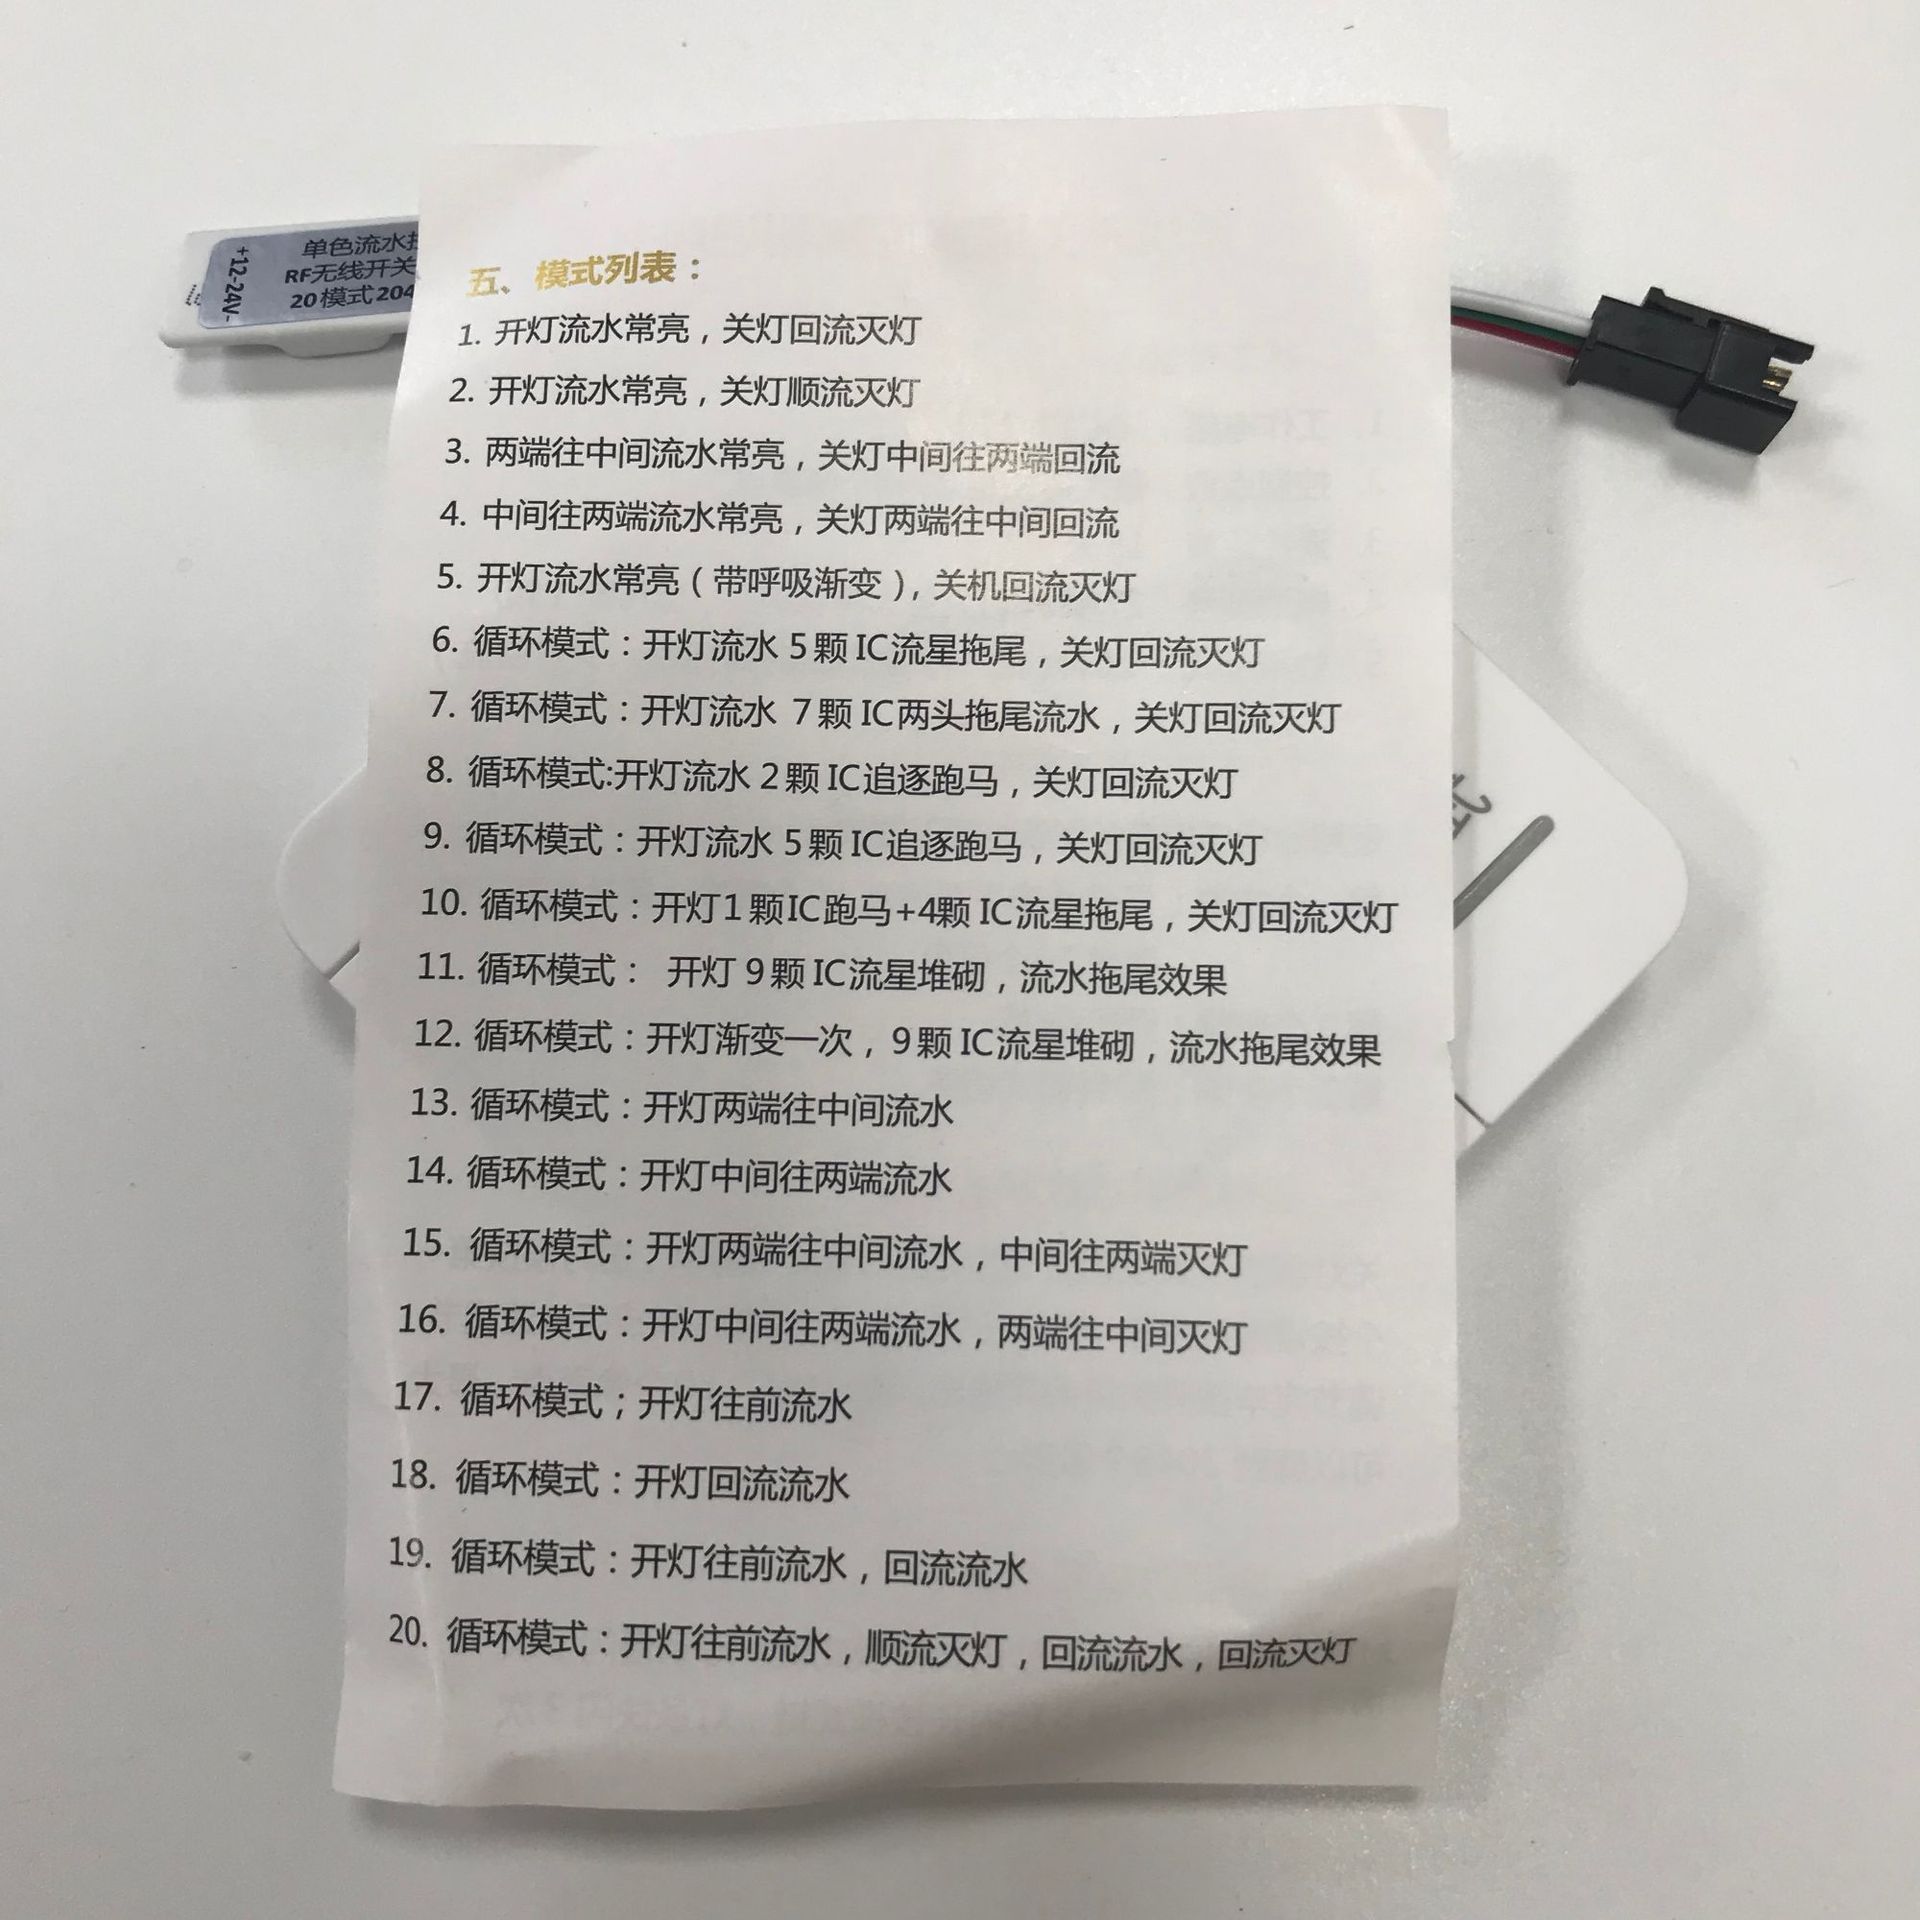 +12-24V-
单色流水
RF无线开关
20模式204
五、模式列表：
1. 开灯流水常亮，关灯回流灭灯
2. 开灯流水常亮，关灯顺流灭灯
3. 两端往中间流水常亮，关灯中间往两端回流
4. 中间往两端流水常亮，关灯两端往中间回流
5. 开灯流水常亮（带呼吸渐变），关机回流灭灯
6. 循环模式：开灯流水 5颗 IC流星拖尾，关灯回流灭灯
7. 循环模式：开灯流水 7颗 IC两头拖尾流水，关灯回流灭灯
8. 循环模式:开灯流水 2颗 IC追逐跑马，关灯回流灭灯
9. 循环模式：开灯流水 5颗 IC追逐跑马，关灯回流灭灯
10. 循环模式：开灯1颗IC跑马+4颗 IC流星拖尾，关灯回流灭灯
11. 循环模式： 开灯 9颗 IC流星堆砌，流水拖尾效果
12. 循环模式：开灯渐变一次，9颗 IC流星堆砌，流水拖尾效果
13. 循环模式：开灯两端往中间流水
14. 循环模式：开灯中间往两端流水
15. 循环模式：开灯两端往中间流水，中间往两端灭灯
16. 循环模式：开灯中间往两端流水，两端往中间灭灯
17. 循环模式；开灯往前流水
18. 循环模式：开灯回流流水
19. 循环模式：开灯往前流水，回流流水
20. 循环模式：开灯往前流水，顺流灭灯，回流流水，回流灭灯